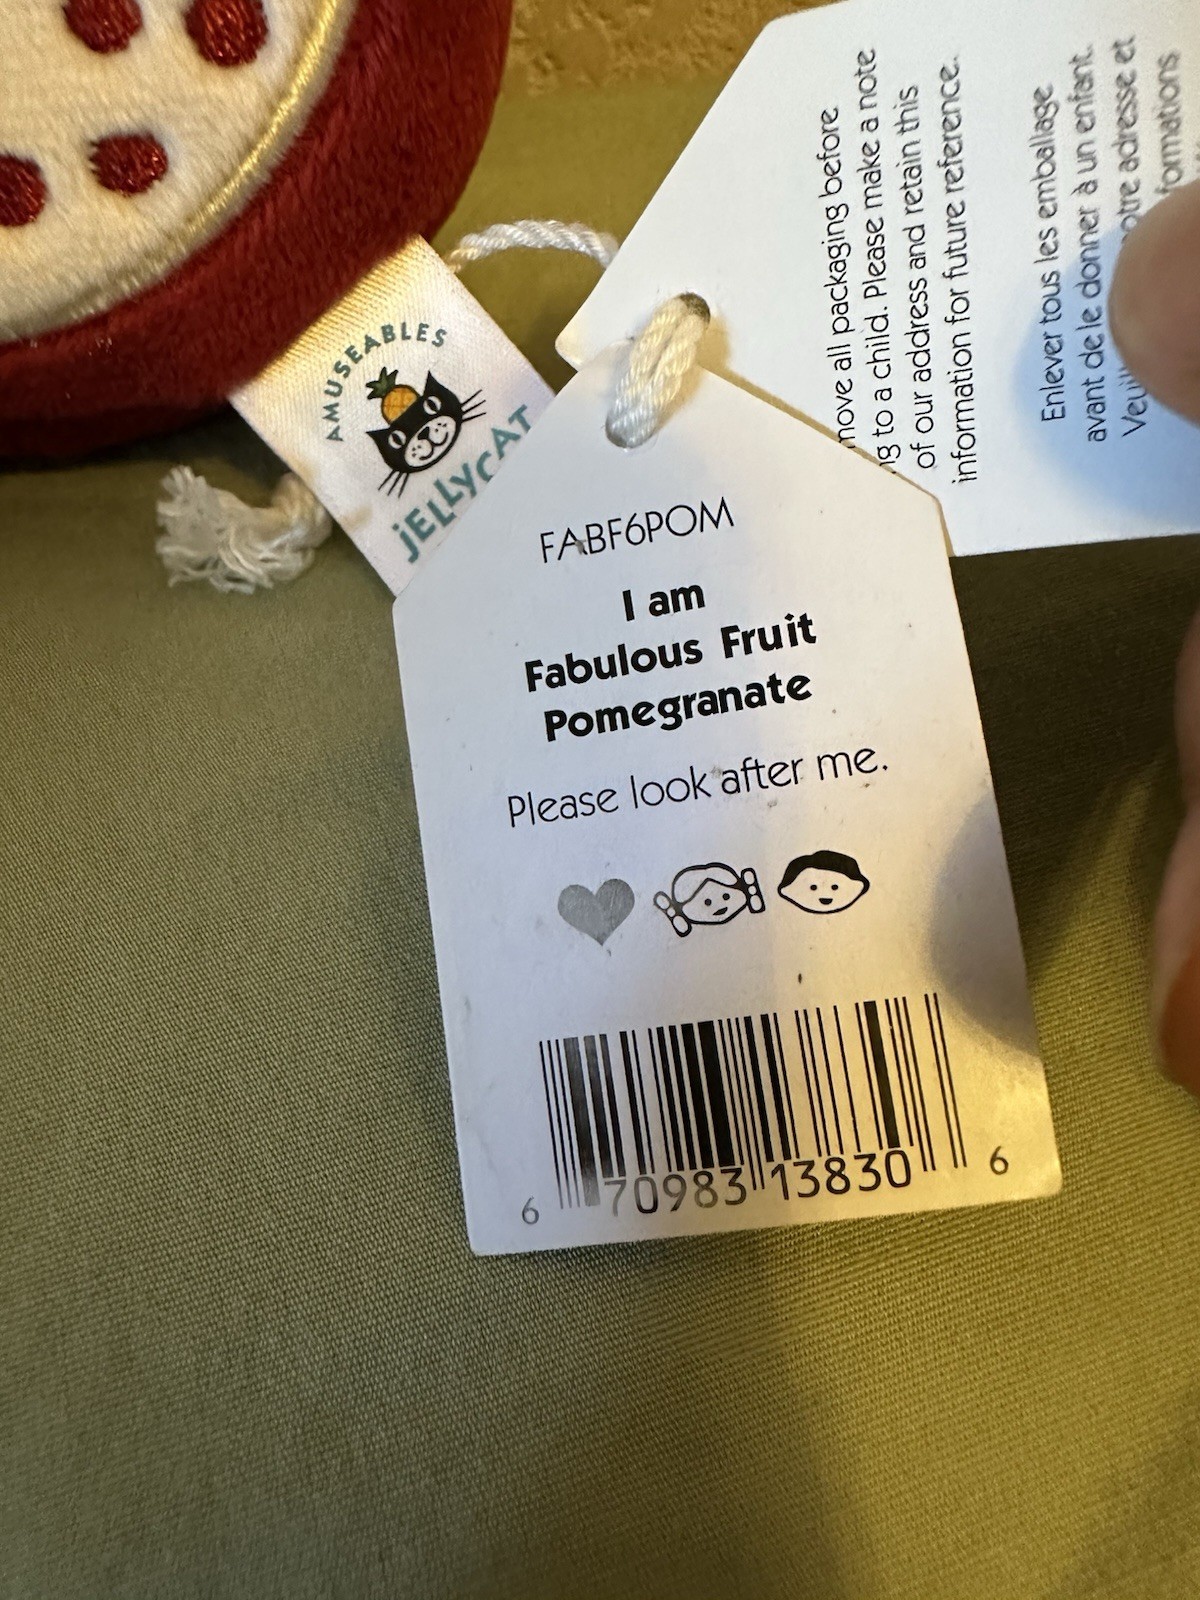 AMUSEABLES
JELLYCAT
FABF6POM
I am
Fabulous Fruit
Pomegranate
Please look after me.
6 70983 13830 6
all packaging before
to a child. Please make a note
of our address and retain this
information for future reference.
Enlever tous les emballage
avant de le donner à un enfant.
adresse et